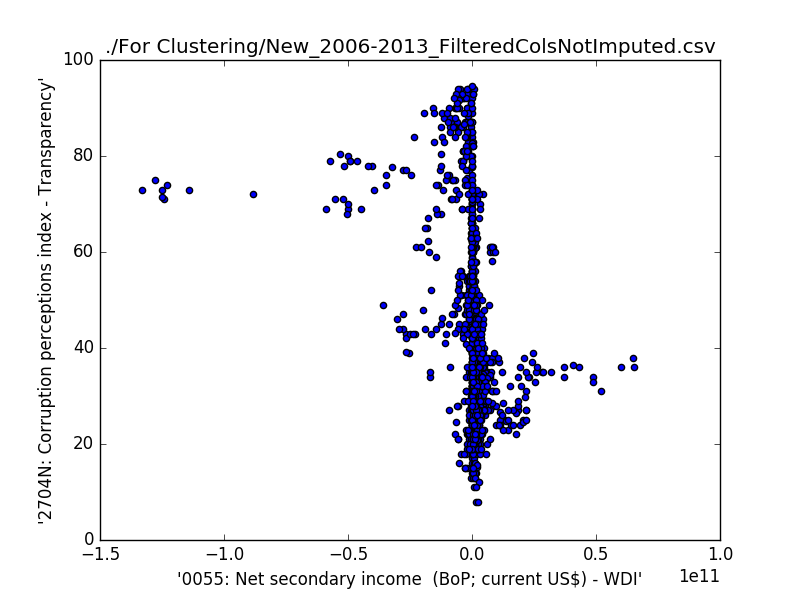 ./For Clustering/New_2006-2013_FilteredColsNotImputed.csv
100
80
60
40
20
0
'2704N: Corruption perceptions index - Transparency'
−1.5 −1.0 −0.5 0.0 0.5 1.0
1e11
'0055: Net secondary income  (BoP; current US$) - WDI'